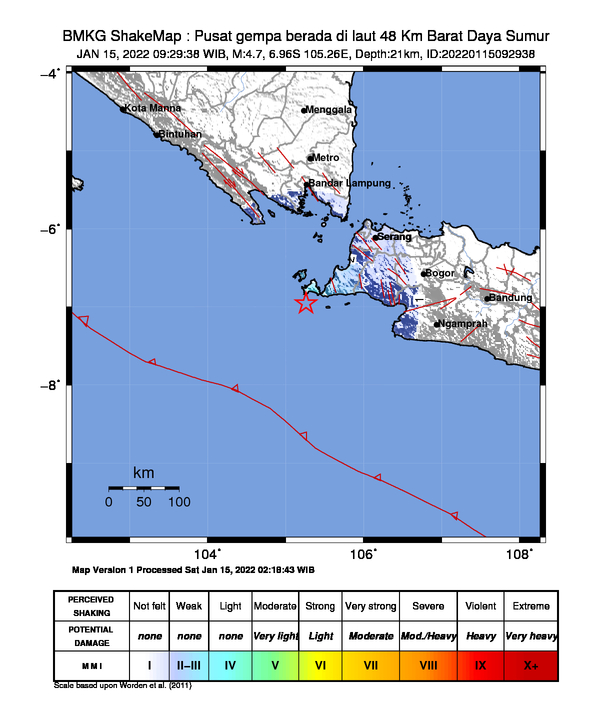 BMKG ShakeMap : Pusat gempa berada di laut 48 Km Barat Daya Sumur
JAN 15, 2022 09:29:38 WIB, M:4.7, 6.96S 105.26E, Depth:21km, ID:20220115092938
−4°
Kota Manna
Menggala
Bintuhan
Metro
Bandar Lampung
−6°
Serang
Bogor
Bandung
Ngamprah
−8°
km
0 50 100
104° 106° 108°
Map Version 1 Processed Sat Jan 15, 2022 02:18:43 WIB
PERCEIVED SHAKING Not felt Weak Light Moderate Strong Very strong Severe Violent Extreme
POTENTIAL DAMAGE none none none Very light Light Moderate Mod./Heavy Heavy Very heavy
MMI I II–III IV V VI VII VIII IX X+
Scale based upon Worden et al. (2011)